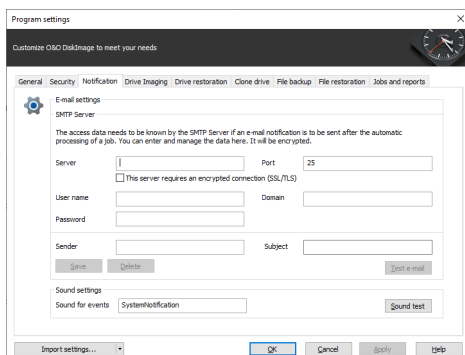 Program settings
Customize O&O DiskImage to meet your needs
General Security Notification Drive Imaging Drive restoration Clone drive File backup File restoration Jobs and reports
E-mail settings
SMTP Server
The access data needs to be known by the SMTP Server if an e-mail notification is to be sent after the automatic
processing of a job. You can enter and manage the data here. It will be encrypted.
Server Port 25
This server requires an encrypted connection (SSL/TLS)
User name Domain
Password
Sender Subject
Save Delete Test e-mail
Sound settings
Sound for events SystemNotification Sound test
Import settings... OK Cancel Apply Help